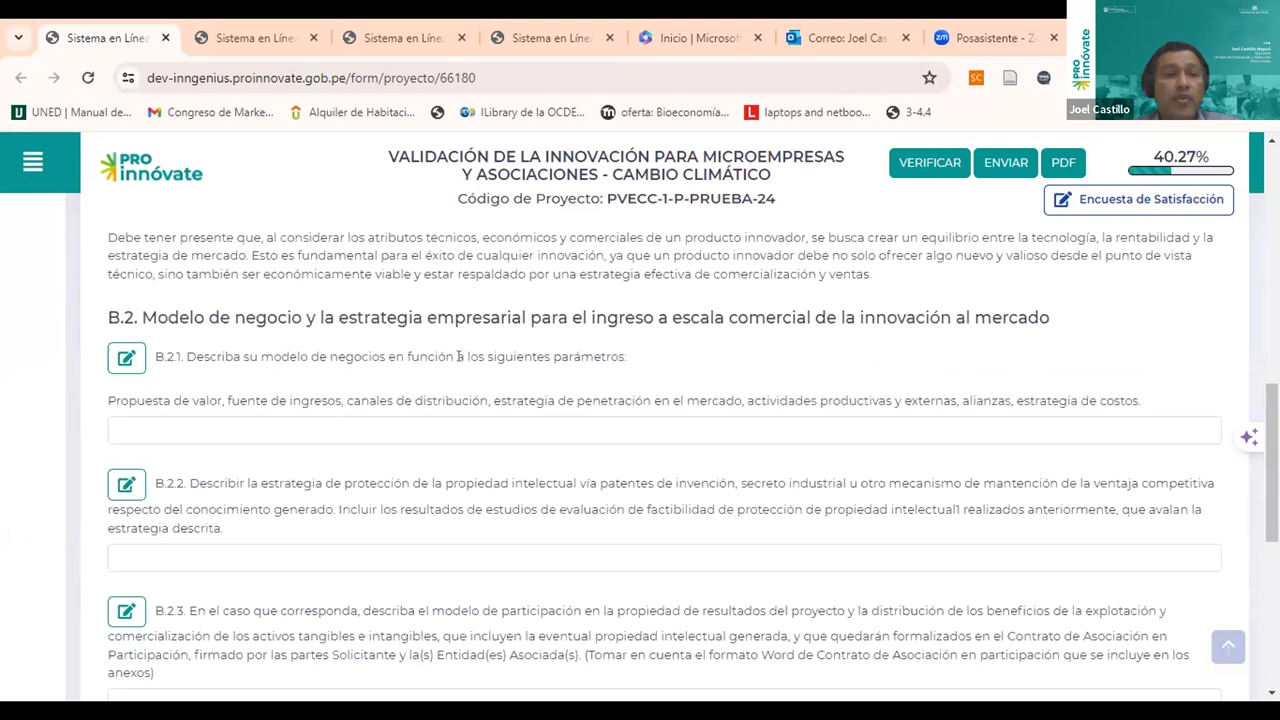 Sistema en Líne
Sistema en Líne
Sistema en Líne
Sistema en Líne
Inicio | Microsof
Correo: Joel Cas
Posasistente - Z
dev-inngenius.proinnovate.gob.pe/form/proyecto/66180
SC
UNED | Manual de...
Congreso de Marke...
Alquiler de Habitaci...
ILibrary de la OCDE...
oferta: Bioeconomía...
laptops and netboo...
3-4.4
PRO innóvate
Joel Castillo
PRO
innóvate
VALIDACIÓN DE LA INNOVACIÓN PARA MICROEMPRESAS
Y ASOCIACIONES - CAMBIO CLIMÁTICO
Código de Proyecto: PVECC-1-P-PRUEBA-24
VERIFICAR
ENVIAR
PDF
40.27%
Encuesta de Satisfacción
Debe tener presente que, al considerar los atributos técnicos, económicos y comerciales de un producto innovador, se busca crear un equilibrio entre la tecnología, la rentabilidad y la
estrategia de mercado. Esto es fundamental para el éxito de cualquier innovación, ya que un producto innovador debe no solo ofrecer algo nuevo y valioso desde el punto de vista
técnico, sino también ser económicamente viable y estar respaldado por una estrategia efectiva de comercialización y ventas.
B.2. Modelo de negocio y la estrategia empresarial para el ingreso a escala comercial de la innovación al mercado
B.2.1. Describa su modelo de negocios en función a los siguientes parámetros:
Propuesta de valor, fuente de ingresos, canales de distribución, estrategia de penetración en el mercado, actividades productivas y externas, alianzas, estrategia de costos.
B.2.2. Describir la estrategia de protección de la propiedad intelectual vía patentes de invención, secreto industrial u otro mecanismo de mantención de la ventaja competitiva
respecto del conocimiento generado. Incluir los resultados de estudios de evaluación de factibilidad de protección de propiedad intelectual1 realizados anteriormente, que avalan la
estrategia descrita.
B.2.3. En el caso que corresponda, describa el modelo de participación en la propiedad de resultados del proyecto y la distribución de los beneficios de la explotación y
comercialización de los activos tangibles e intangibles, que incluyen la eventual propiedad intelectual generada, y que quedarán formalizados en el Contrato de Asociación en
Participación, firmado por las partes Solicitante y la(s) Entidad(es) Asociada(s). (Tomar en cuenta el formato Word de Contrato de Asociación en participación que se incluye en los
anexos)